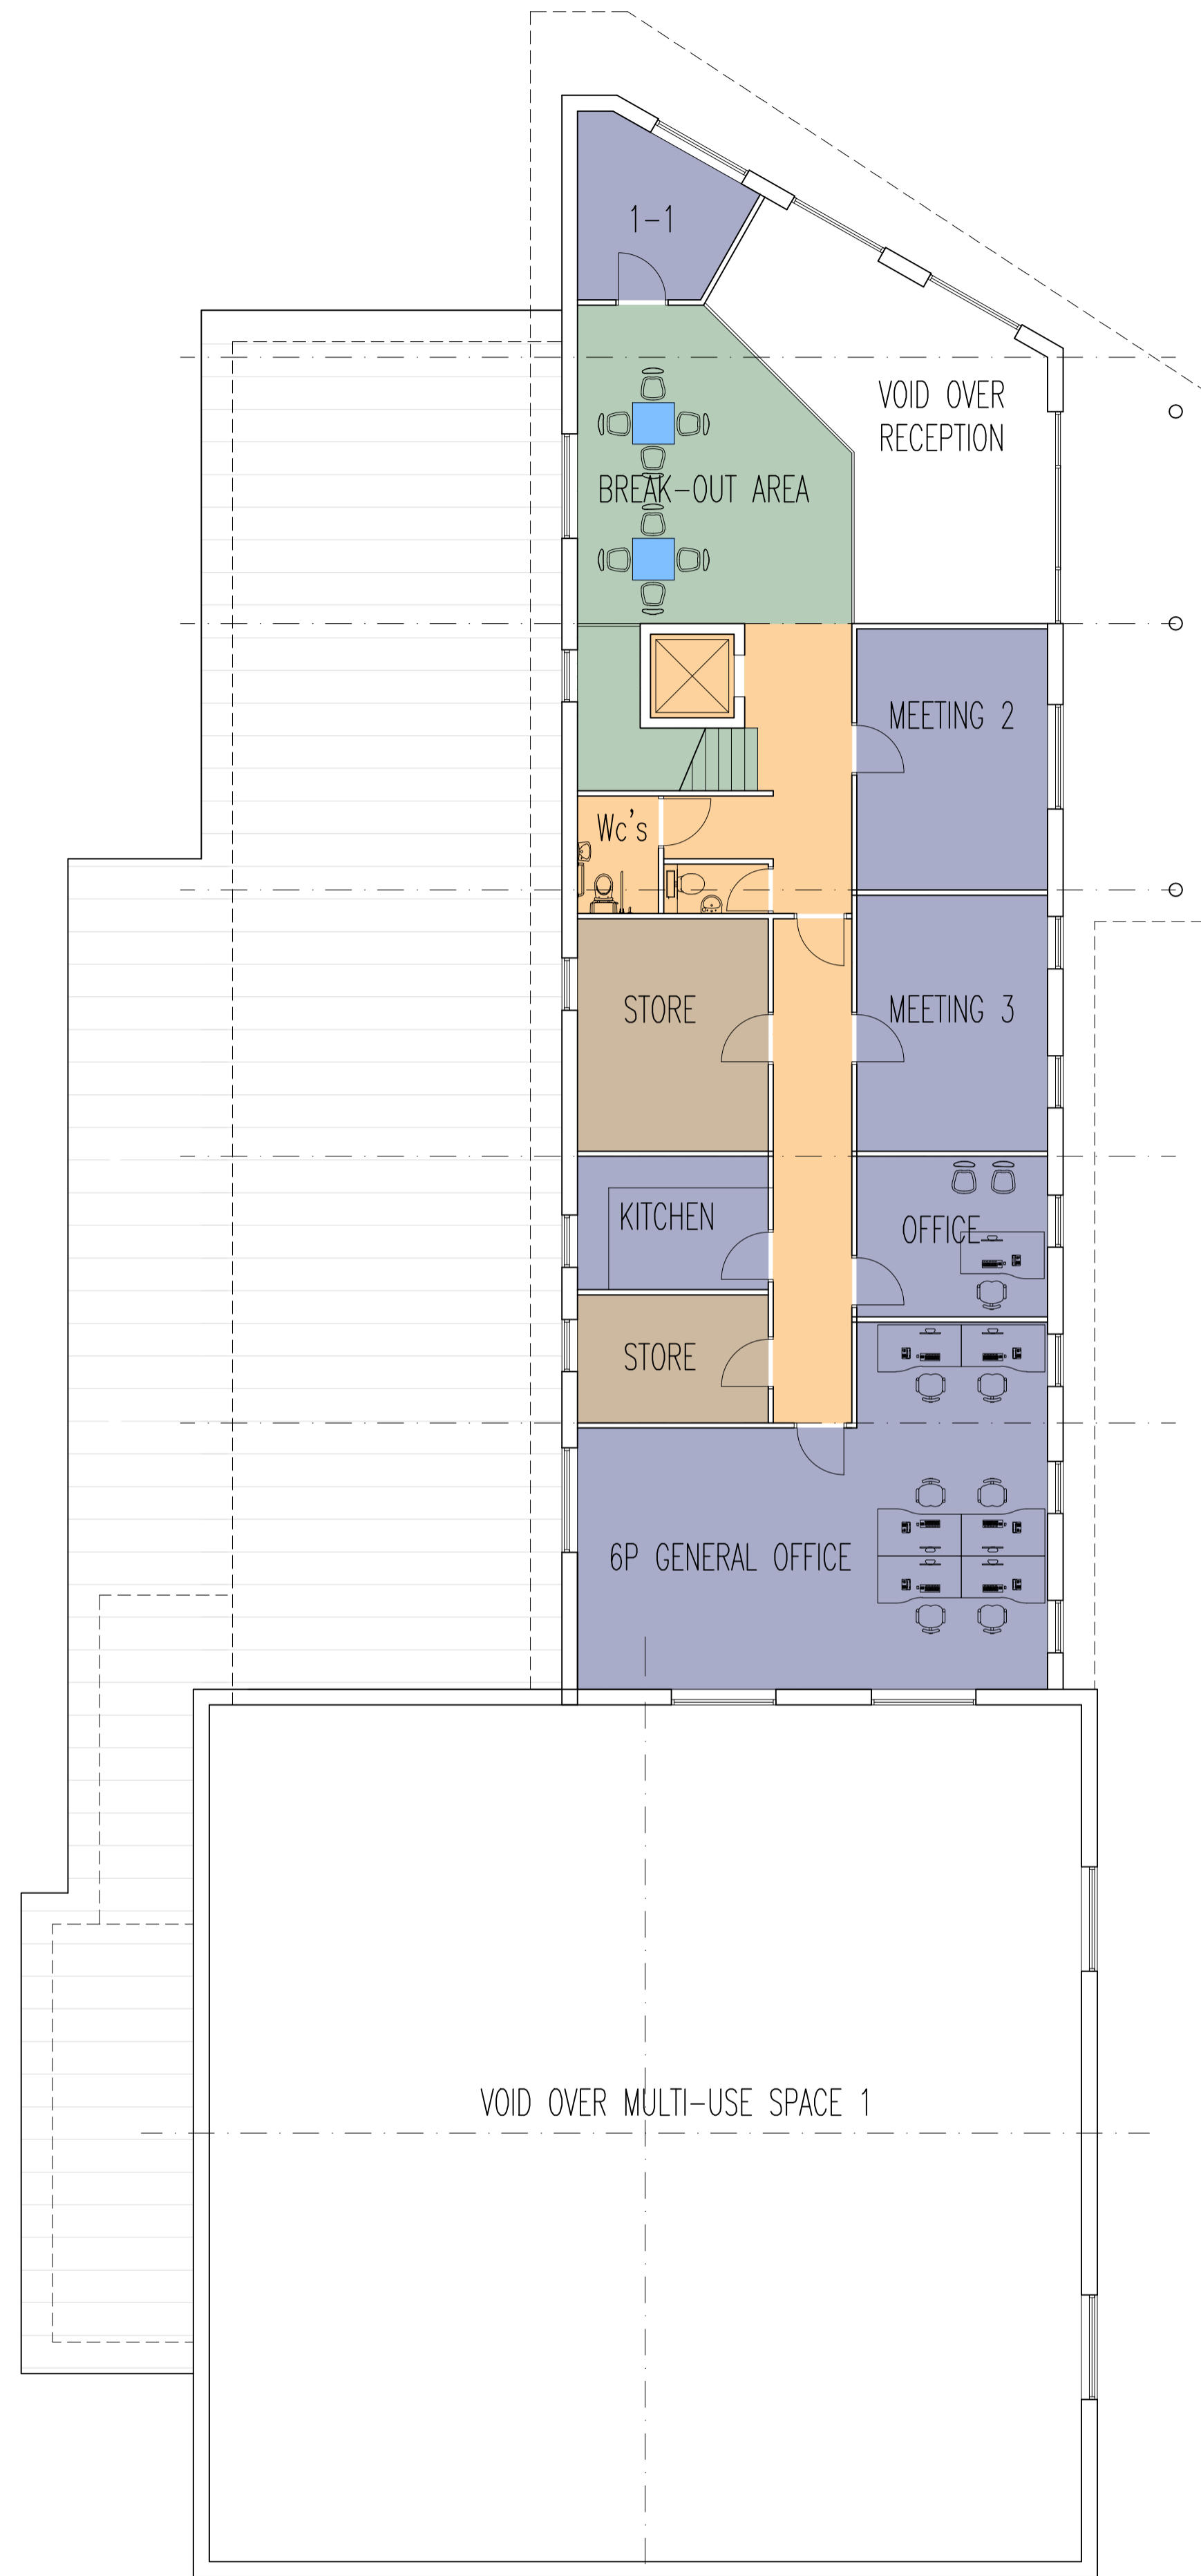 1-1
VOID OVER
RECEPTION
BREAK-OUT AREA
MEETING 2
Wc's
STORE
MEETING 3
KITCHEN
OFFICE
STORE
6P GENERAL OFFICE
VOID OVER MULTI-USE SPACE 1